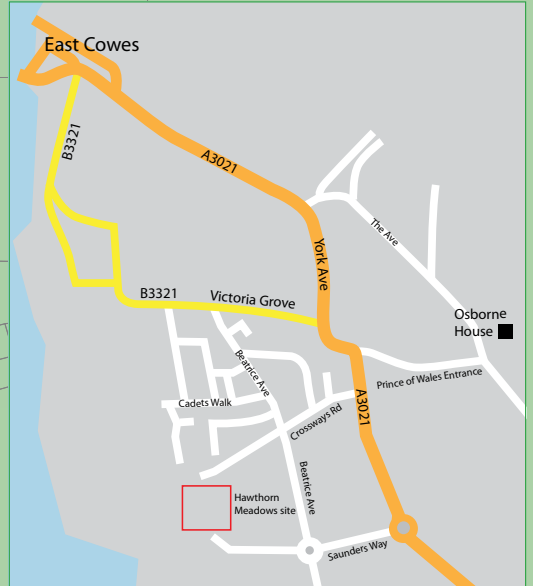 East Cowes
B3321
A3021
The Ave
York Ave
B3321
Victoria Grove
Osborne
House
Beatrice Ave
Prince of Wales Entrance
Cadets Walk
Crossways Rd
A3021
Beatrice Ave
Hawthorn
Meadows site
Saunders Way